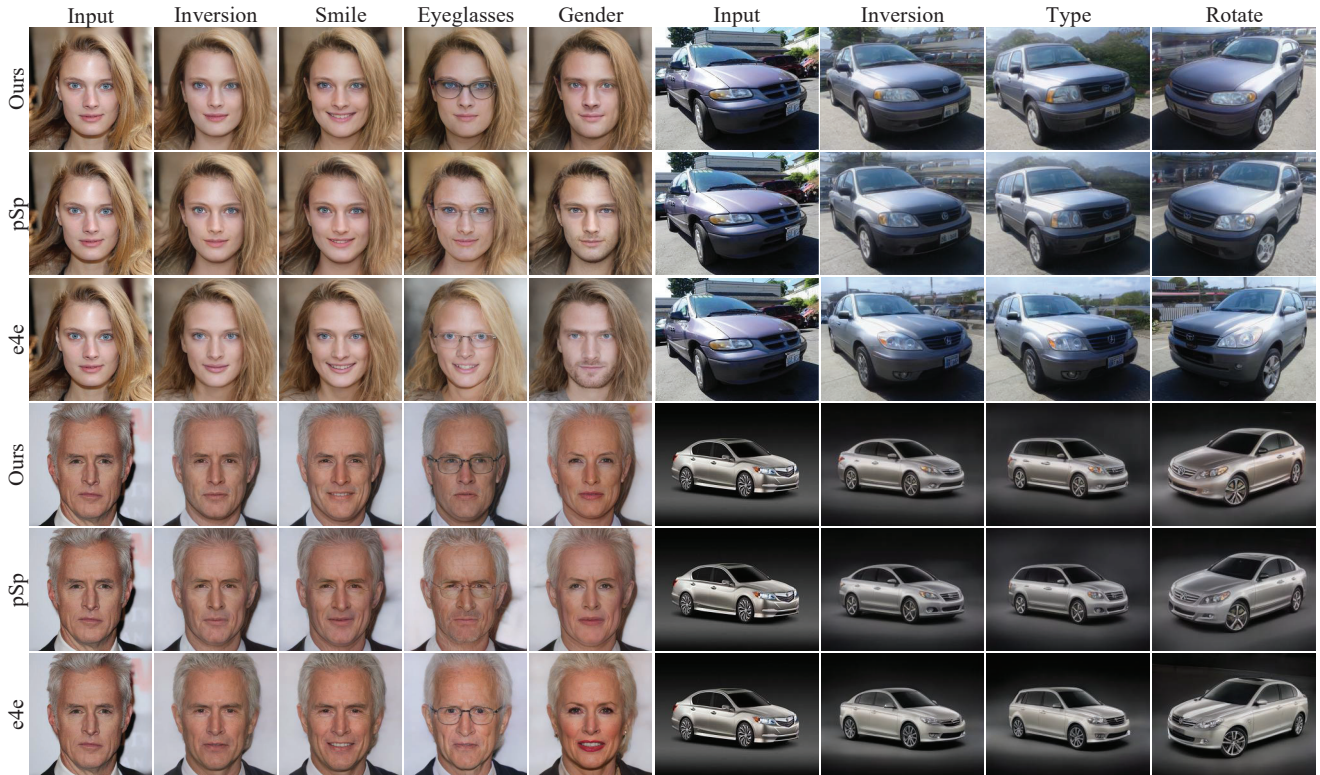 Input Inversion Smile Eyeglasses Gender Input Inversion Type Rotate
Ours
pSp
e4e
Ours
pSp
e4e